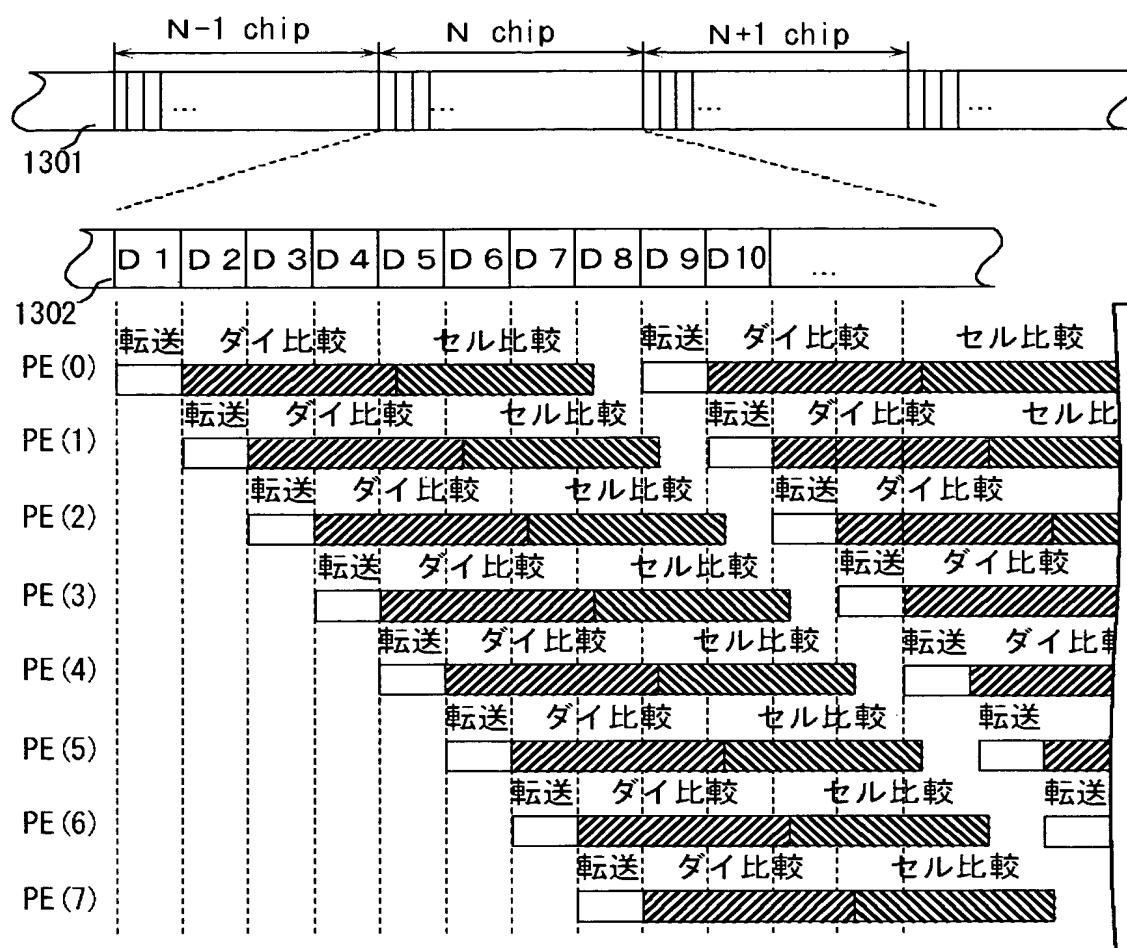 N-1 chip N chip N+1 chip
... ... ... ...
1301
D 1 D 2 D 3 D 4 D 5 D 6 D 7 D 8 D 9 D 10 ...
1302
転送 ダイ比較 セル比較 転送 ダイ比較 セル比較
PE(0)
転送 ダイ比較 セル比較 転送 ダイ比較 セル比
PE(1)
転送 ダイ比較 セル比較 転送 ダイ比較
PE(2)
転送 ダイ比較 セル比較 転送 ダイ比較
PE(3)
転送 ダイ比較 セル比較 転送 ダイ比
PE(4)
転送 ダイ比較 セル比較 転送
PE(5)
転送 ダイ比較 セル比較 転送
PE(6)
転送 ダイ比較 セル比較
PE(7)